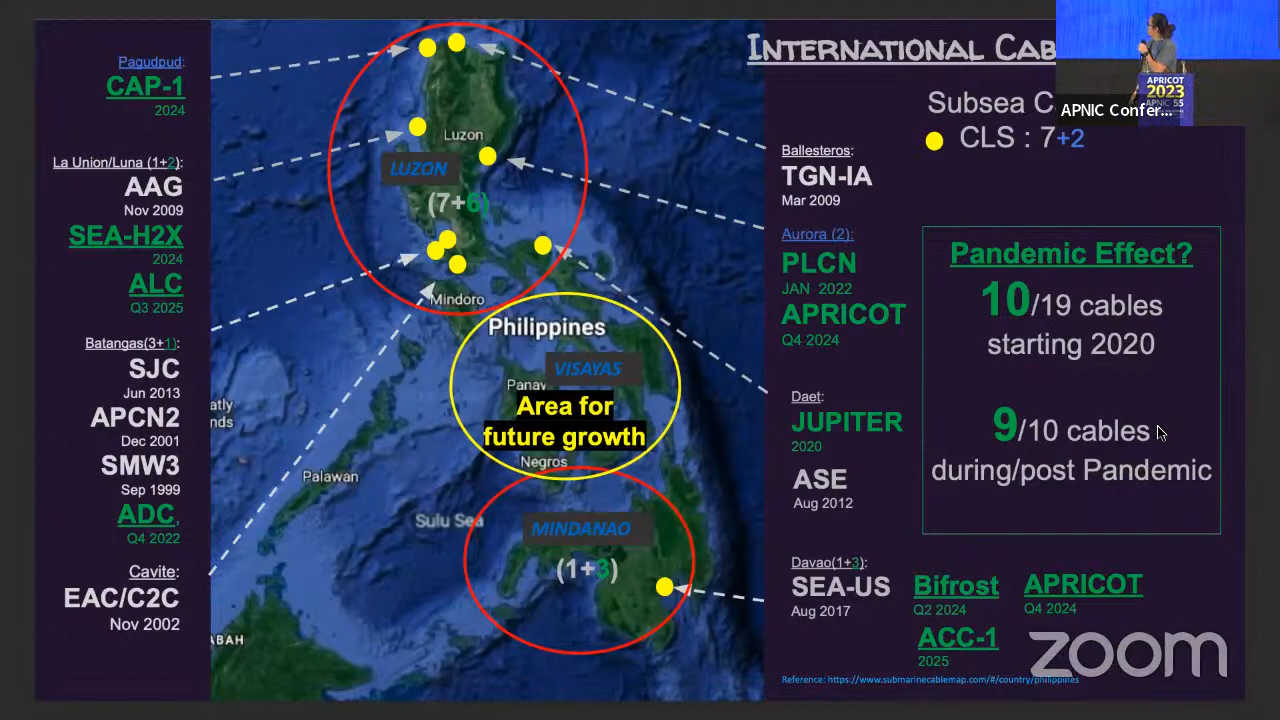 INTERNATIONAL CAB
APRICOT
2023
APNIC 55
APNIC Confer...
Subsea C
CLS : 7+2
Pagudpud:
CAP-1
2024
La Union/Luna (1+2):
AAG
Nov 2009
SEA-H2X
2024
ALC
Q3 2025
Batangas(3+1):
SJC
Jun 2013
APCN2
Dec 2001
SMW3
Sep 1999
ADC,
Q4 2022
Cavite:
EAC/C2C
Nov 2002
Luzon
LUZON
(7+6)
Mindoro
Philippines
VISAYAS
Panay
Area for
future growth
Negros
atly
nds
Palawan
Sulu Sea
MINDANAO
(1+3)
ABAH
Ballesteros:
TGN-IA
Mar 2009
Aurora (2):
PLCN
JAN 2022
APRICOT
Q4 2024
Daet:
JUPITER
2020
ASE
Aug 2012
Davao(1+3):
SEA-US
Aug 2017
Bifrost
Q2 2024
APRICOT
Q4 2024
ACC-1
2025
Pandemic Effect?
10/19 cables
starting 2020
9/10 cables
during/post Pandemic
zoom
Reference: https://www.submarinecablemap.com/#/country/philippines